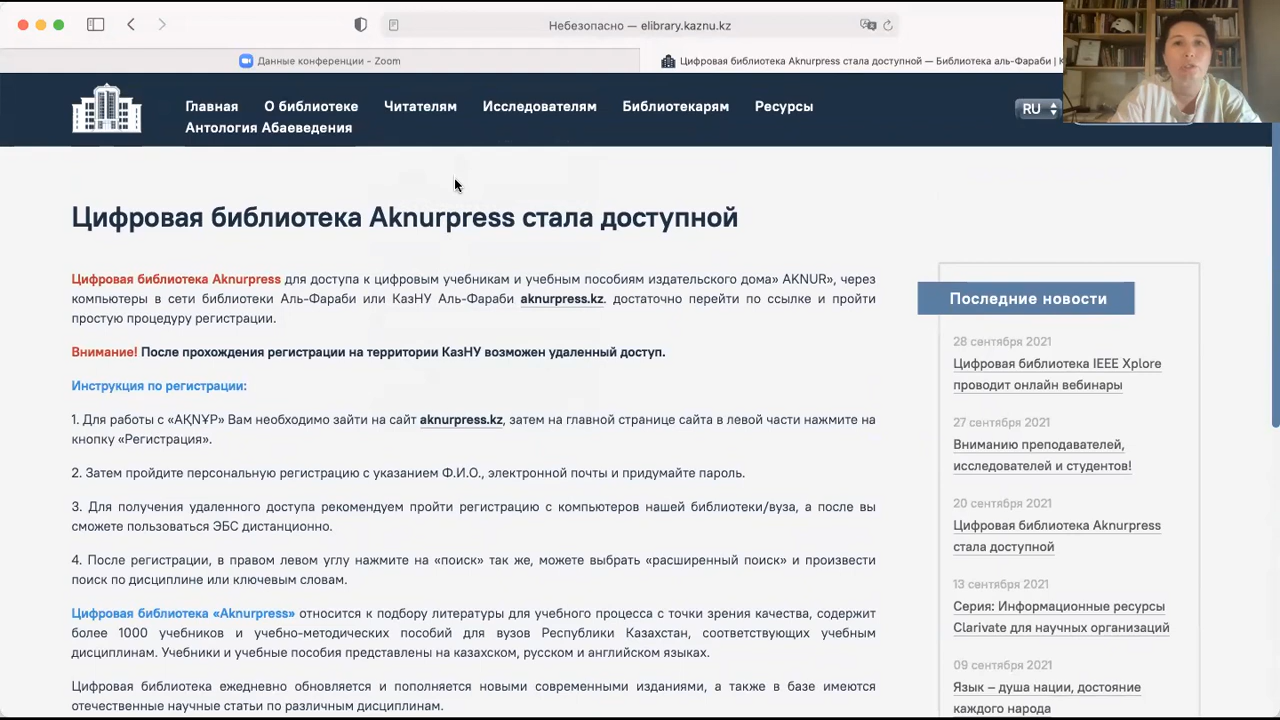 Небезопасно — elibrary.kaznu.kz
Данные конференции - Zoom
Цифровая библиотека Aknurpress стала доступной — Библиотека аль-Фараби |
Главная О библиотеке Читателям Исследователям Библиотекарям Ресурсы
Антология Абаеведения
RU
Цифровая библиотека Aknurpress стала доступной
Цифровая библиотека Aknurpress для доступа к цифровым учебникам и учебным пособиям издательского дома» AKNUR», через
компьютеры в сети библиотеки Аль-Фараби или КазНУ Аль-Фараби aknurpress.kz. достаточно перейти по ссылке и пройти
простую процедуру регистрации.
Внимание! После прохождения регистрации на территории КазНУ возможен удаленный доступ.
Инструкция по регистрации:
1. Для работы с «АҚNҰР» Вам необходимо зайти на сайт aknurpress.kz, затем на главной странице сайта в левой части нажмите на
кнопку «Регистрация».
2. Затем пройдите персональную регистрацию с указанием Ф.И.О., электронной почты и придумайте пароль.
3. Для получения удаленного доступа рекомендуем пройти регистрацию с компьютеров нашей библиотеки/вуза, а после вы
сможете пользоваться ЭБС дистанционно.
4. После регистрации, в правом левом углу нажмите на «поиск» так же, можете выбрать «расширенный поиск» и произвести
поиск по дисциплине или ключевым словам.
Цифровая библиотека «Aknurpress» относится к подбору литературы для учебного процесса с точки зрения качества, содержит
более 1000 учебников и учебно-методических пособий для вузов Республики Казахстан, соответствующих учебным
дисциплинам. Учебники и учебные пособия представлены на казахском, русском и английском языках.
Цифровая библиотека ежедневно обновляется и пополняется новыми современными изданиями, а также в базе имеются
отечественные научные статьи по различным дисциплинам.
Последние новости
28 сентября 2021
Цифровая библиотека IEEE Xplore
проводит онлайн вебинары
27 сентября 2021
Вниманию преподавателей,
исследователей и студентов!
20 сентября 2021
Цифровая библиотека Aknurpress
стала доступной
13 сентября 2021
Серия: Информационные ресурсы
Clarivate для научных организаций
09 сентября 2021
Язык – душа нации, достояние
каждого народа